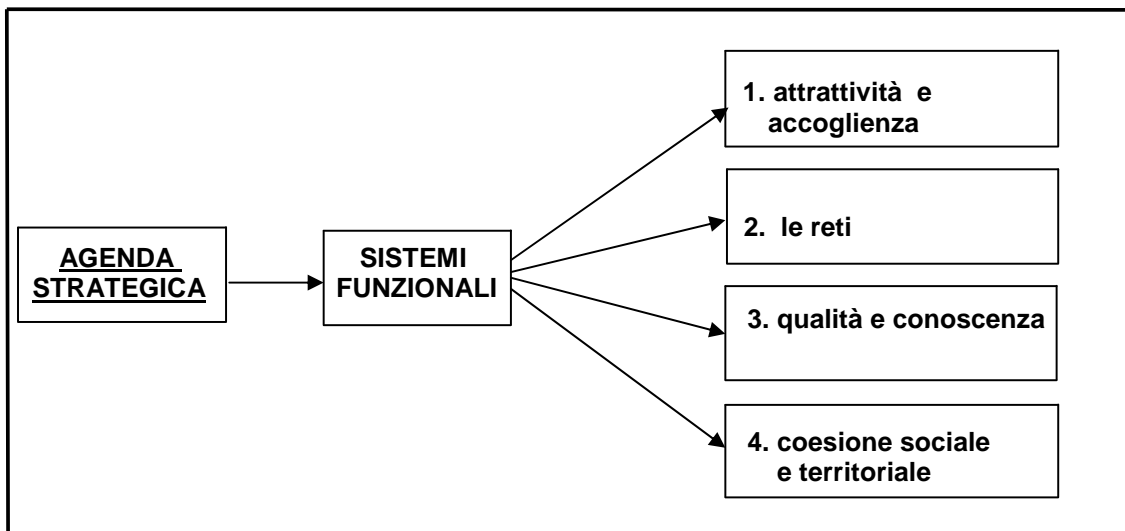 AGENDA
STRATEGICA
SISTEMI
FUNZIONALI
1. attrattività e
accoglienza
2. le reti
3. qualità e conoscenza
4. coesione sociale
e territoriale